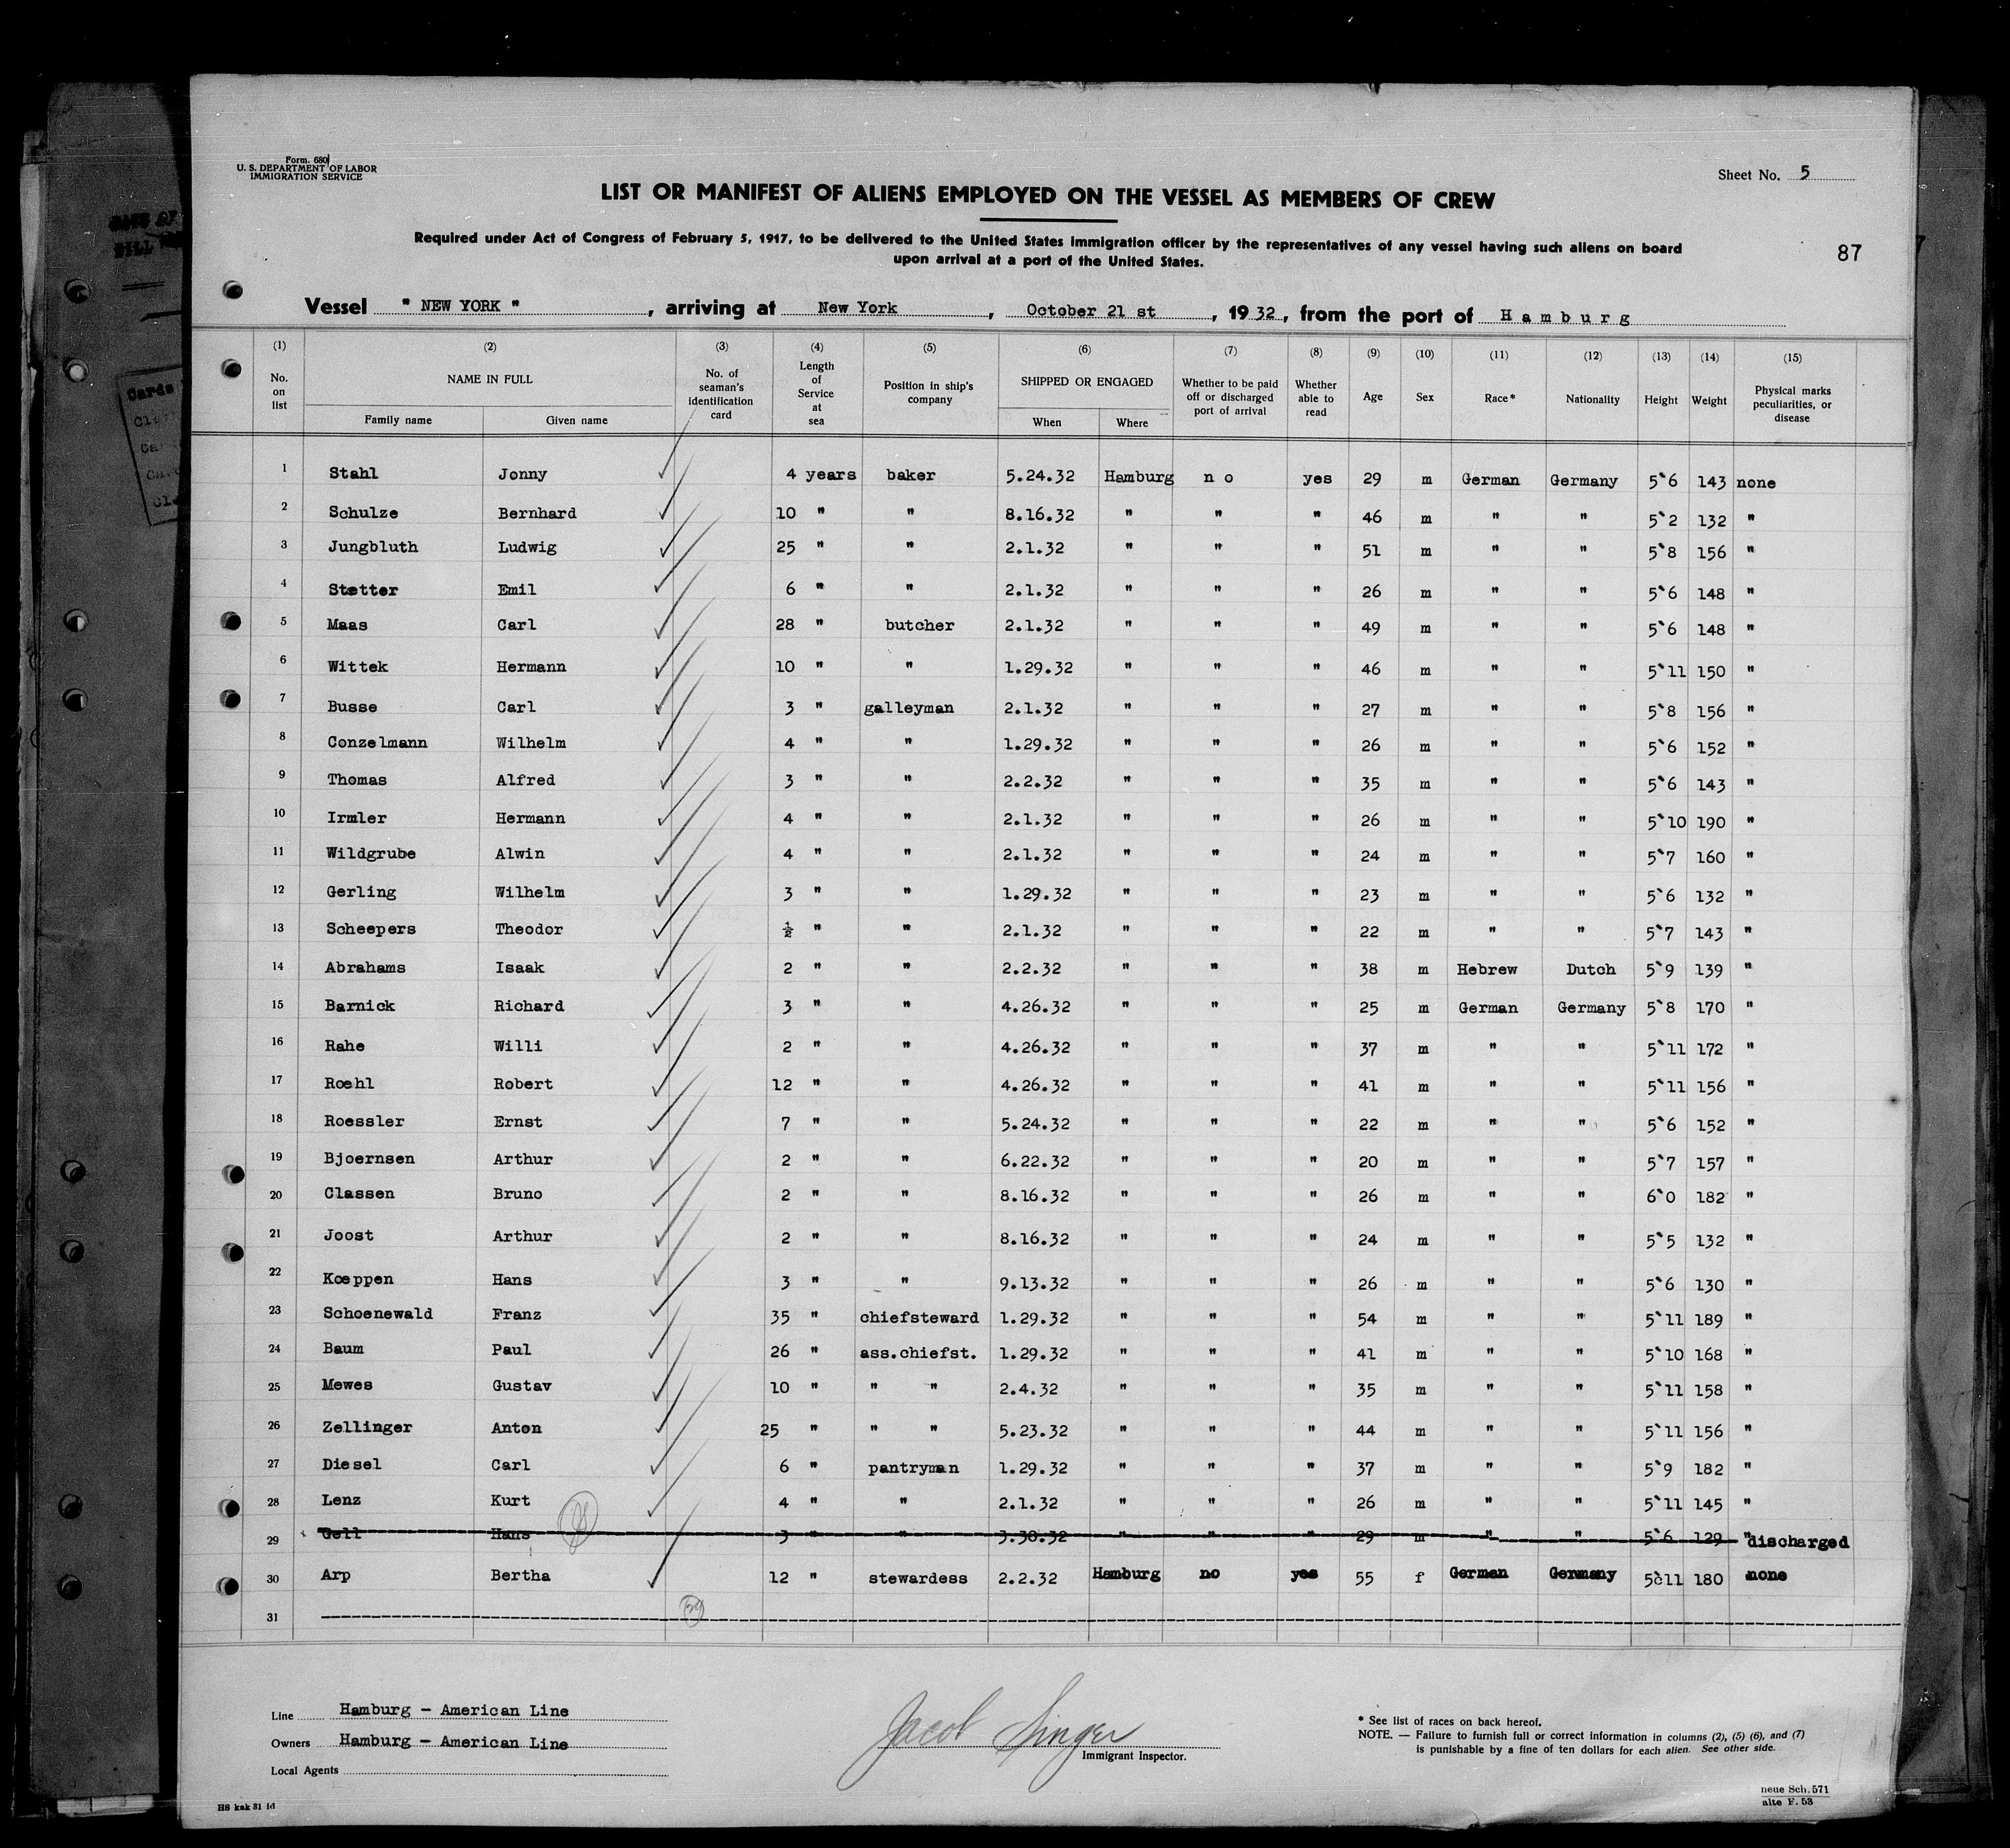 Form. 680
U. S. DEPARTMENT OF LABOR
IMMIGRATION SERVICE
Sheet No. 5
LIST OR MANIFEST OF ALIENS EMPLOYED ON THE VESSEL AS MEMBERS OF CREW
Required under Act of Congress of February 5, 1917, to be delivered to the United States Immigration officer by the representatives of any vessel having such aliens on board
upon arrival at a port of the United States.
87
Vessel " NEW YORK " , arriving at New York , October 21 st , 19 32 , from the port of Hamburg
(1) (2) (3) (4) (5) (6) (7) (8) (9) (10) (11) (12) (13) (14) (15)
No. on list NAME IN FULL Family name Given name No. of seaman's identification card Length of Service at sea Position in ship's company SHIPPED OR ENGAGED When Where Whether to be paid off or discharged port of arrival Whether able to read Age Sex Race* Nationality Height Weight Physical marks peculiarities, or disease
1 Stahl Jonny 4 years baker 5.24.32 Hamburg no yes 29 m German Germany 5`6 143 none
2 Schulze Bernhard 10 " " 8.16.32 " " " 46 m " " 5`2 132 "
3 Jungbluth Ludwig 25 " " 2.1.32 " " " 51 m " " 5`8 156 "
4 Stetter Emil 6 " " 2.1.32 " " " 26 m " " 5`6 148 "
5 Maas Carl 28 " butcher 2.1.32 " " " 49 m " " 5`6 148 "
6 Wittek Hermann 10 " " 1.29.32 " " " 46 m " " 5`11 150 "
7 Busse Carl 3 " galleyman 2.1.32 " " " 27 m " " 5`8 156 "
8 Conzelmann Wilhelm 4 " " 1.29.32 " " " 26 m " " 5`6 152 "
9 Thomas Alfred 3 " " 2.2.32 " " " 35 m " " 5`6 143 "
10 Irmler Hermann 4 " " 2.1.32 " " " 26 m " " 5`10 190 "
11 Wildgrube Alwin 4 " " 2.1.32 " " " 24 m " " 5`7 160 "
12 Gerling Wilhelm 3 " " 1.29.32 " " " 23 m " " 5`6 132 "
13 Scheepers Theodor ½ " " 2.1.32 " " " 22 m " " 5`7 143 "
14 Abrahams Isaak 2 " " 2.2.32 " " " 38 m Hebrew Dutch 5`9 139 "
15 Barnick Richard 3 " " 4.26.32 " " " 25 m German Germany 5`8 170 "
16 Rahe Willi 2 " " 4.26.32 " " " 37 m " " 5`11 172 "
17 Roehl Robert 12 " " 4.26.32 " " " 41 m " " 5`11 156 "
18 Roessler Ernst 7 " " 5.24.32 " " " 22 m " " 5`6 152 "
19 Bjoernsen Arthur 2 " " 6.22.32 " " " 20 m " " 5`7 157 "
20 Classen Bruno 2 " " 8.16.32 " " " 26 m " " 6`0 182 "
21 Joost Arthur 2 " " 8.16.32 " " " 24 m " " 5`5 132 "
22 Koeppen Hans 3 " " 9.13.32 " " " 26 m " " 5`6 130 "
23 Schoenewald Franz 35 " chiefsteward 1.29.32 " " " 54 m " " 5`11 189 "
24 Baum Paul 26 " ass.chiefst. 1.29.32 " " " 41 m " " 5`10 168 "
25 Mewes Gustav 10 " " " 2.4.32 " " " 35 m " " 5`11 158 "
26 Zellinger Anton 25 " " " 5.23.32 " " " 44 m " " 5`11 156 "
27 Diesel Carl 6 " pantryman 1.29.32 " " " 37 m " " 5`9 182 "
28 Lenz Kurt 4 " " 2.1.32 " " " 26 m " " 5`11 145 "
29 Gell Hans 3 " " 3.30.32 " " " 29 m " " 5`6 129 " discharged
30 Arp Bertha 12 " stewardess 2.2.32 Hamburg no yes 55 f German Germany 5`11 180 none
31
Line Hamburg - American Line
Owners Hamburg - American Line
Local Agents
Jacob Singer
Immigrant Inspector.
* See list of races on back hereof.
NOTE. — Failure to furnish full or correct information in columns (2), (5) (6), and (7)
is punishable by a fine of ten dollars for each alien. See other side.
neue Sch. 571
alte F. 53
HS kak 31 id